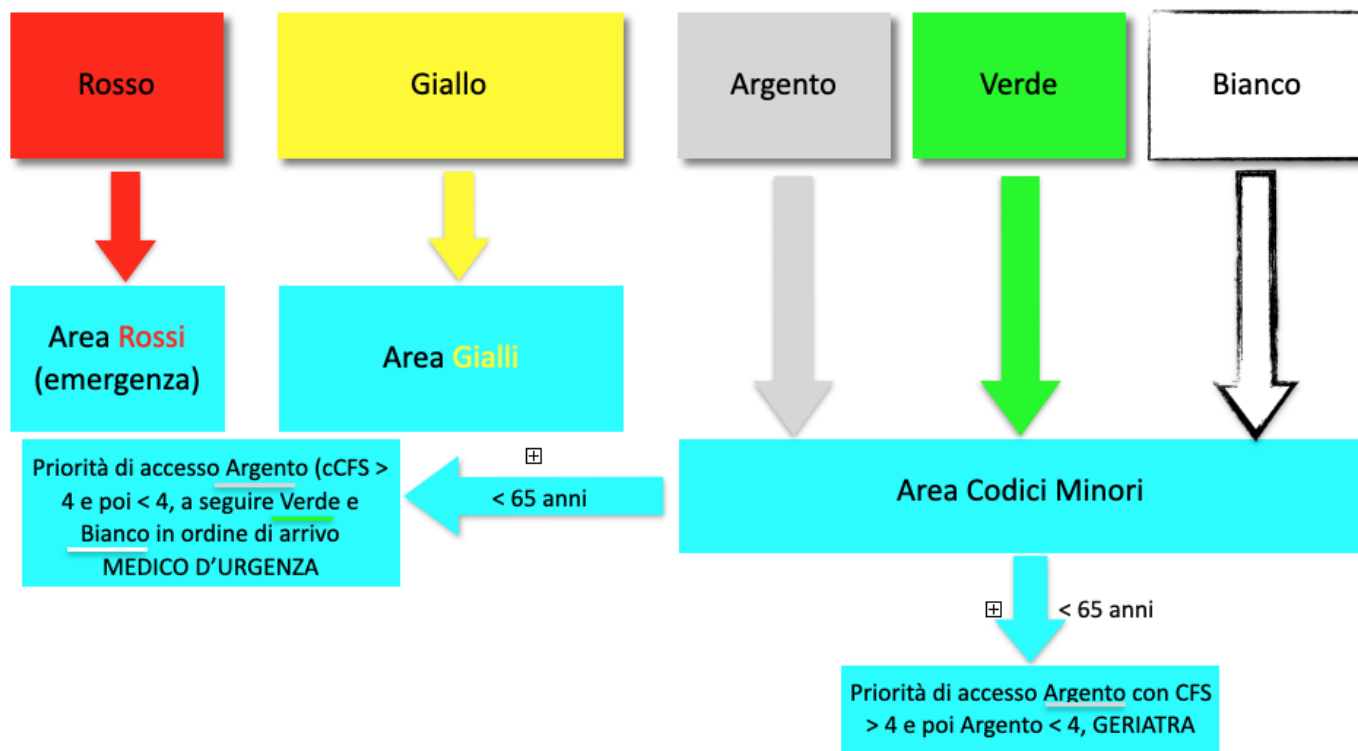 Rosso
Giallo
Argento
Verde
Bianco
Area Rossi
(emergenza)
Area Gialli
Priorità di accesso Argento (cCFS >
4 e poi < 4, a seguire Verde e
Bianco in ordine di arrivo
MEDICO D'URGENZA
< 65 anni
Area Codici Minori
< 65 anni
Priorità di accesso Argento con CFS
> 4 e poi Argento < 4, GERIATRA